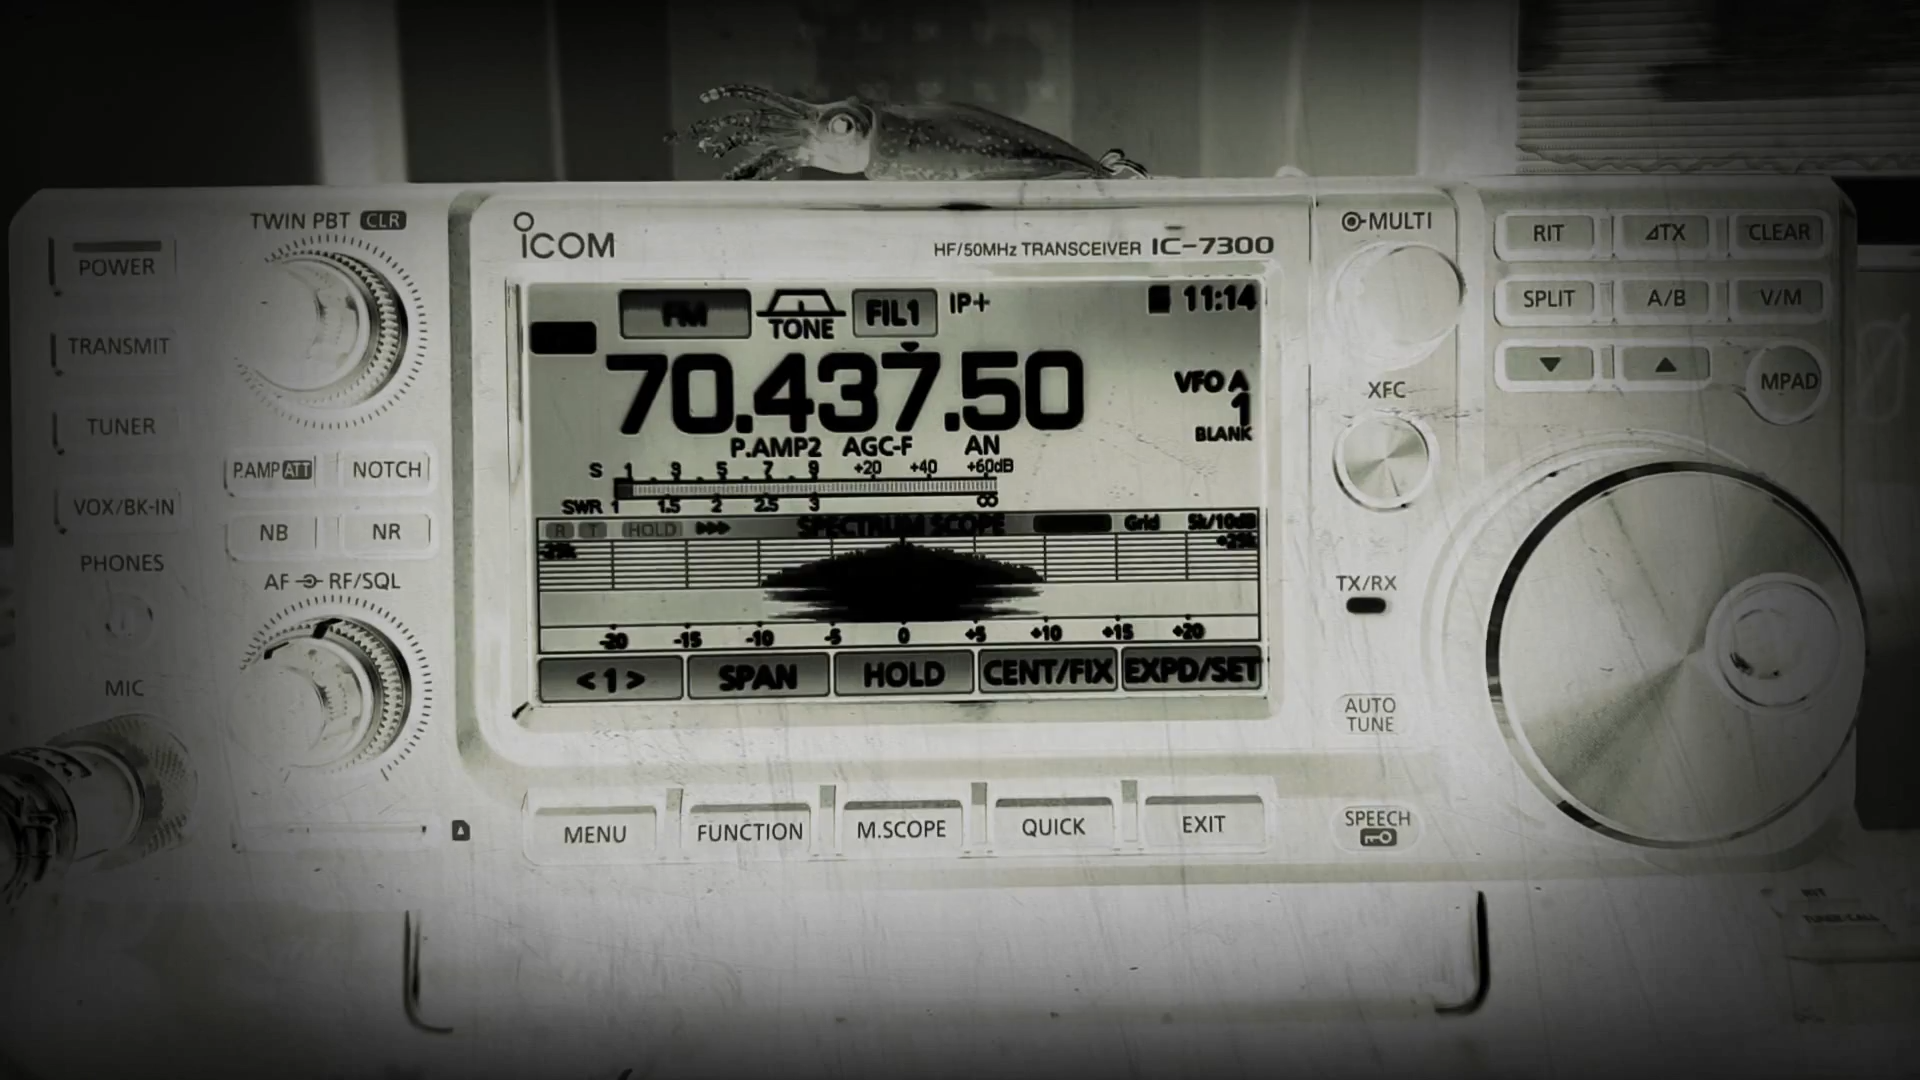 TWIN PBT CLR
POWER
TRANSMIT
TUNER
VOX/BK-IN
PHONES
MIC
P.AMP ATT
NOTCH
NB
NR
AF RF/SQL
ICOM
HF/50MHz TRANSCEIVER IC-7300
FM
TONE
FIL1
IP+
11:14
70.437.50
VFO A
1
BLANK
P.AMP2 AGC-F AN
S 1 3 5 7 9 +20 +40 +60dB
SWR 1 1.5 2 2.5 3 ∞
R T HOLD SPECTRUM SCOPE Grid 5k/10dB
-25k +25k
-20 -15 -10 -5 0 +5 +10 +15 +20
<1> SPAN HOLD CENT/FIX EXPD/SET
MENU FUNCTION M.SCOPE QUICK EXIT
MULTI
XFC
TX/RX
AUTO
TUNE
SPEECH
RIT ⊿TX CLEAR
SPLIT A/B V/M
▼ ▲ MPAD